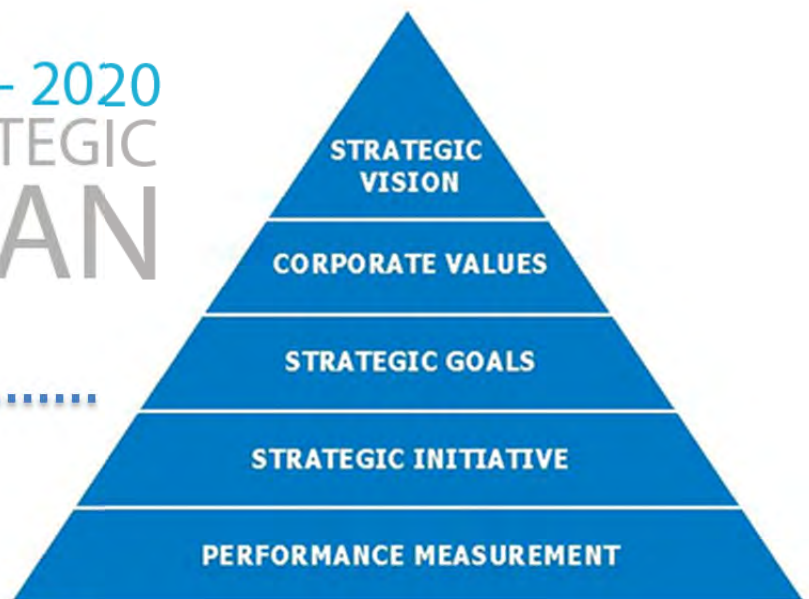 - 2020
TEGIC
AN
STRATEGIC
VISION
CORPORATE VALUES
STRATEGIC GOALS
STRATEGIC INITIATIVE
PERFORMANCE MEASUREMENT